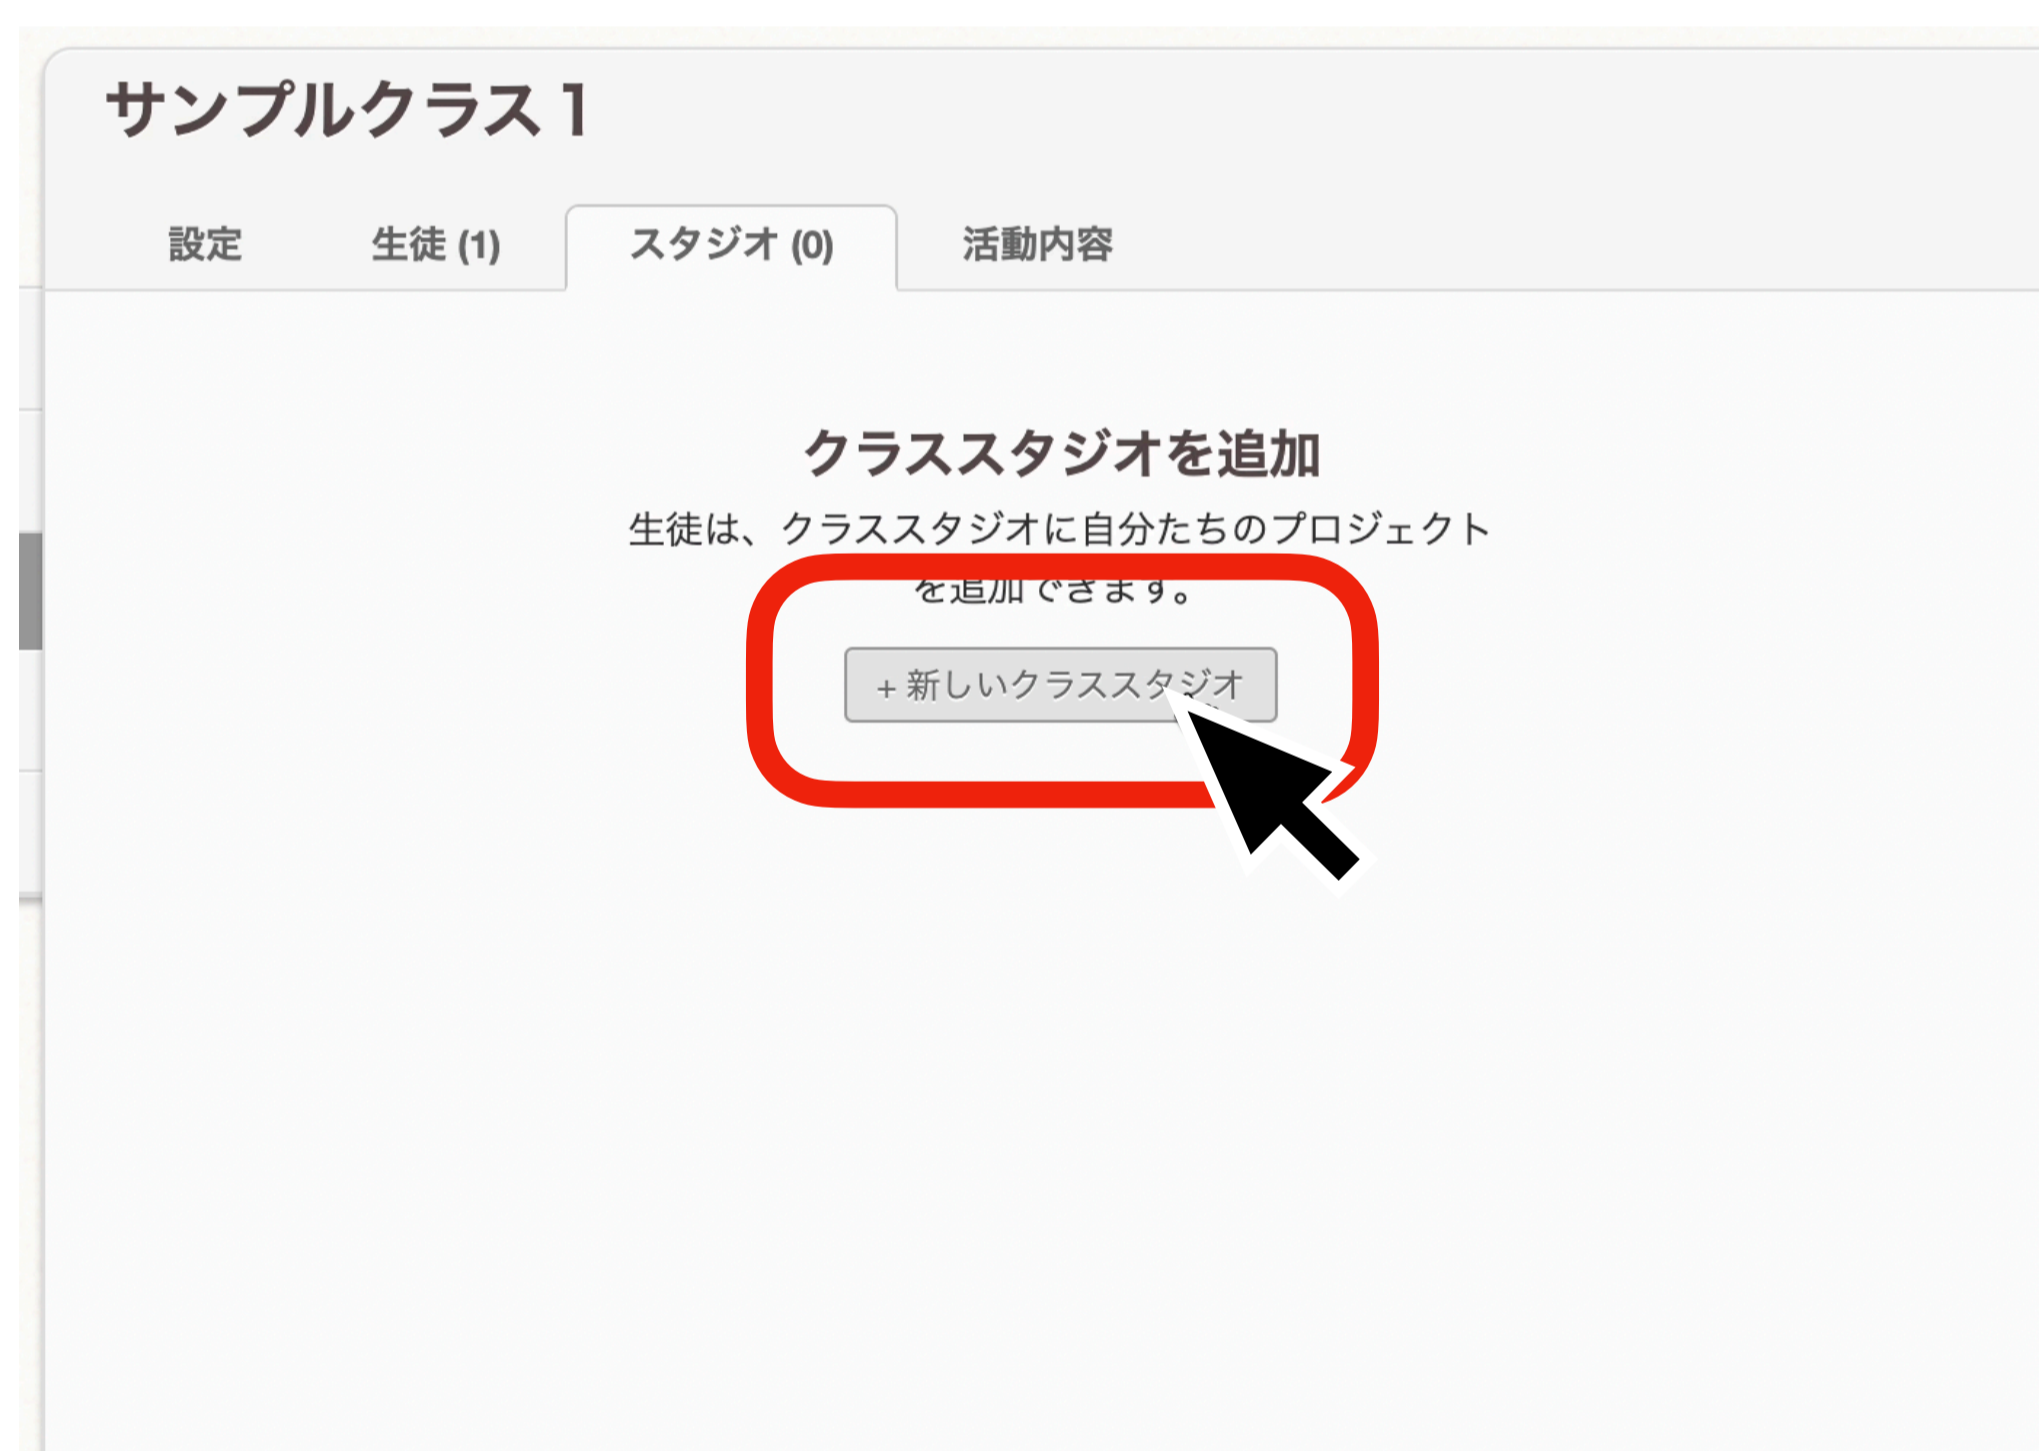 サンプルクラス 1
設定 生徒 (1) スタジオ (0) 活動内容
クラススタジオを追加
生徒は、クラススタジオに自分たちのプロジェクト
を追加できます。
+ 新しいクラススタジオ